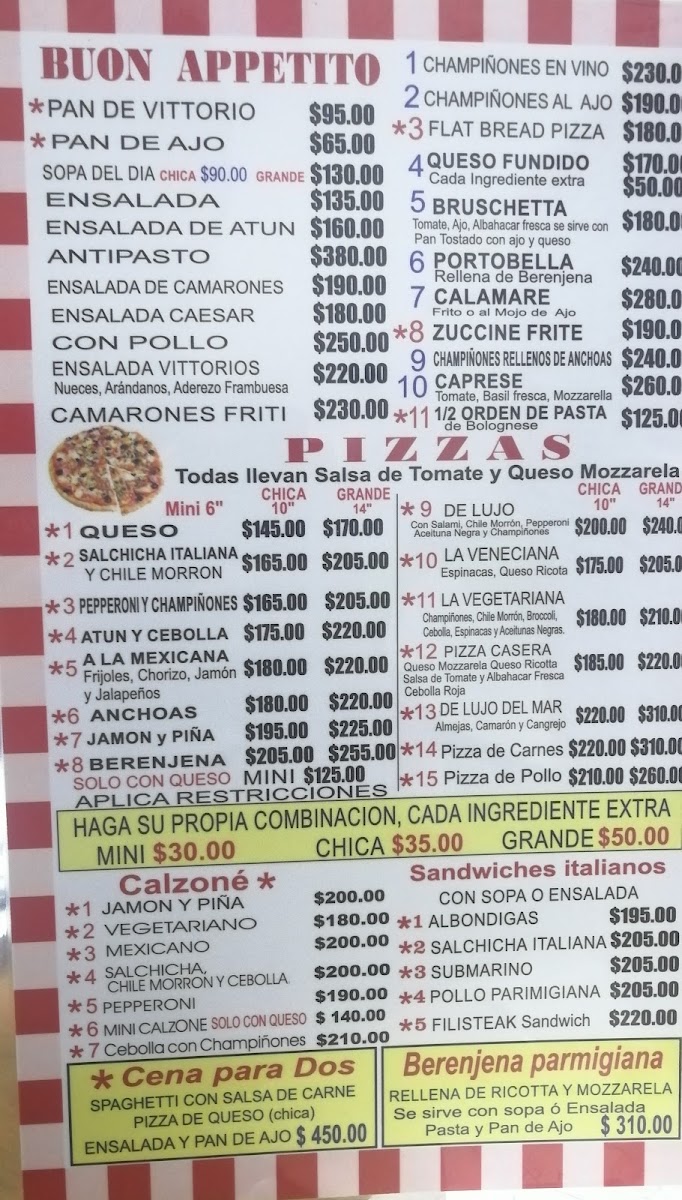 BUON APPETITO
*PAN DE VITTORIO $95.00
*PAN DE AJO $65.00
SOPA DEL DIA CHICA $90.00 GRANDE $130.00
ENSALADA $135.00
ENSALADA DE ATUN $160.00
ANTIPASTO $380.00
ENSALADA DE CAMARONES $190.00
ENSALADA CAESAR $180.00
CON POLLO $250.00
ENSALADA VITTORIOS $220.00
Nueces, Arándanos, Aderezo Frambuesa
CAMARONES FRITI $230.00
1 CHAMPIÑONES EN VINO $230.0
2 CHAMPIÑONES AL AJO $190.0
*3 FLAT BREAD PIZZA $180.0
4 QUESO FUNDIDO $170.0
Cada Ingrediente extra $50.00
5 BRUSCHETTA $180.0
Tomate, Ajo, Albahacar fresca se sirve con
Pan Tostado con ajo y queso
6 PORTOBELLA $240.00
Rellena de Berenjena
7 CALAMARE $280.0
Frito o al Mojo de Ajo
*8 ZUCCINE FRITE $190.0
9 CHAMPIÑONES RELLENOS DE ANCHOAS $240.0
10 CAPRESE $260.0
Tomate, Basil fresca, Mozzarella
*11 1/2 ORDEN DE PASTA $125.0
de Bolognese
PIZZAS
Todas llevan Salsa de Tomate y Queso Mozzarela
Mini 6" CHICA 10" GRANDE 14"
*1 QUESO $145.00 $170.00
*2 SALCHICHA ITALIANA $165.00 $205.00
Y CHILE MORRON
*3 PEPPERONI Y CHAMPIÑONES $165.00 $205.00
*4 ATUN Y CEBOLLA $175.00 $220.00
*5 A LA MEXICANA $180.00 $220.00
Frijoles, Chorizo, Jamón
y Jalapeños
*6 ANCHOAS $180.00 $220.00
*7 JAMON y PIÑA $195.00 $225.00
*8 BERENJENA $205.00 $255.00
SOLO CON QUESO MINI $125.00
APLICA RESTRICCIONES
CHICA 10" GRAND 14"
*9 DE LUJO $200.00 $240.0
Con Salami, Chile Morrón, Pepperoni
Aceituna Negra y Champiñones
*10 LA VENECIANA $175.00 $205.0
Espinacas, Queso Ricota
*11 LA VEGETARIANA $180.00 $210.0
Champiñones, Chile Morrón, Broccoli,
Cebolla, Espinacas y Aceitunas Negras.
*12 PIZZA CASERA $185.00 $220.0
Queso Mozzarela Queso Ricotta
Salsa de Tomate y Albahacar Fresca
Cebolla Roja
*13 DE LUJO DEL MAR $220.00 $310.0
Almejas, Camarón y Cangrejo
*14 Pizza de Carnes $220.00 $310.0
*15 Pizza de Pollo $210.00 $260.0
HAGA SU PROPIA COMBINACION, CADA INGREDIENTE EXTRA
MINI $30.00 CHICA $35.00 GRANDE $50.00
Calzoné *
*1 JAMON Y PIÑA $200.00
*2 VEGETARIANO $180.00
*3 MEXICANO $200.00
*4 SALCHICHA, $200.00
CHILE MORRON Y CEBOLLA
*5 PEPPERONI $190.00
*6 MINI CALZONE SOLO CON QUESO $ 140.00
*7 Cebolla con Champiñones $210.00
Sandwiches italianos
CON SOPA O ENSALADA
*1 ALBONDIGAS $195.00
*2 SALCHICHA ITALIANA $205.00
*3 SUBMARINO $205.00
*4 POLLO PARIMIGIANA $205.00
*5 FILISTEAK Sandwich $220.00
* Cena para Dos
SPAGHETTI CON SALSA DE CARNE
PIZZA DE QUESO (chica)
ENSALADA Y PAN DE AJO $ 450.00
Berenjena parmigiana
RELLENA DE RICOTTA Y MOZZARELA
Se sirve con sopa ó Ensalada
Pasta y Pan de Ajo $ 310.00